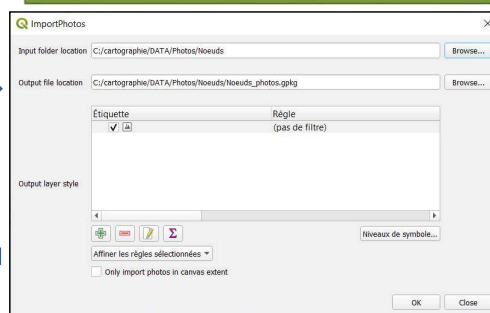 ImportPhotos
Input folder location C:/cartographie/DATA/Photos/Noeuds Browse...
Output file location C:/cartographie/DATA/Photos/Noeuds/Noeuds_photos.gpkg Browse...
Étiquette Règle
(pas de filtre)
Output layer style
Niveaux de symbole...
Affiner les règles sélectionnées
Only import photos in canvas extent
OK Close